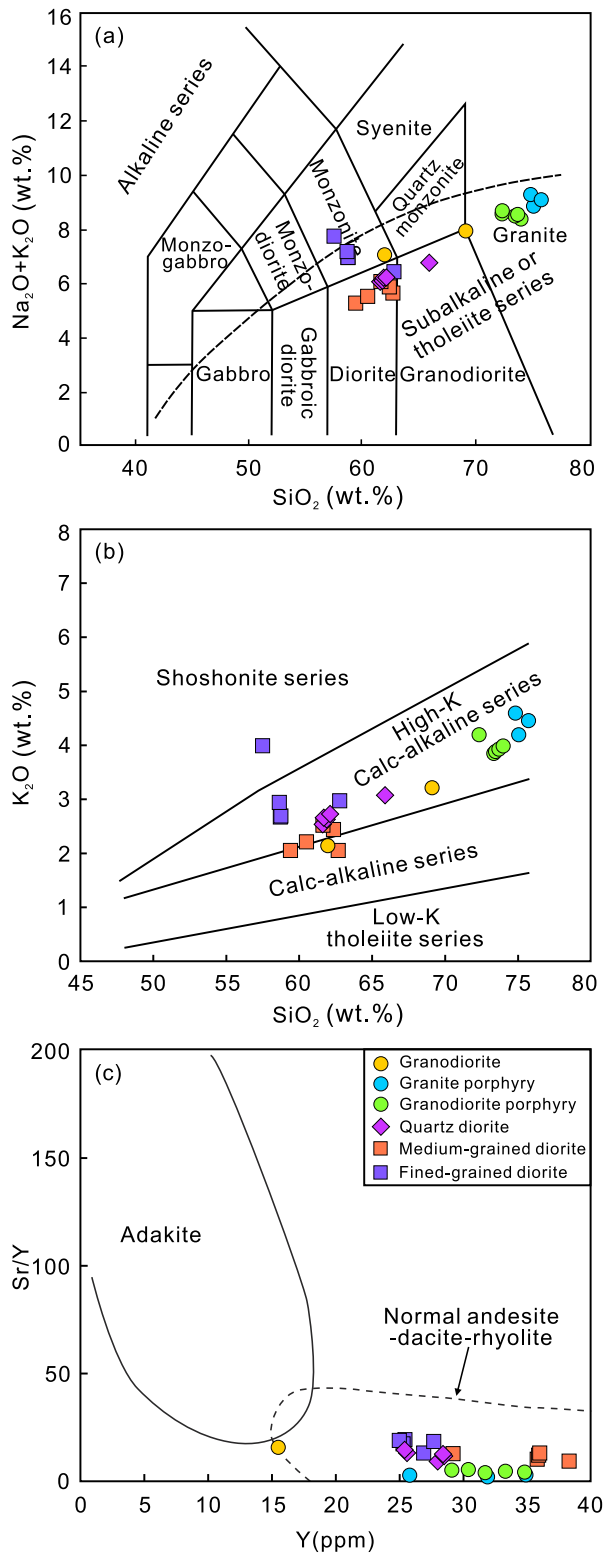 (a)
16
14
12
10
8
6
4
2
0
Na2O+K2O (wt.%)
Alkaline series
Syenite
Monzonite
Quartz
monzonite
Monzo-
gabbro
Monzo-
diorite
Granite
Subalkaline or
tholeiite series
Gabbro
Gabbroic
diorite
Diorite
Granodiorite
40
50
60
70
80
SiO2 (wt.%)
(b)
8
7
6
5
4
3
2
1
0
K2O (wt.%)
Shoshonite series
High-K
Calc-alkaline series
Calc-alkaline series
Low-K
tholeiite series
45
50
55
60
65
70
75
80
SiO2 (wt.%)
(c)
200
150
100
50
0
Sr/Y
Granodiorite
Granite porphyry
Granodiorite porphyry
Quartz diorite
Medium-grained diorite
Fined-grained diorite
Adakite
Normal andesite
-dacite-rhyolite
0
5
10
15
20
25
30
35
40
Y(ppm)